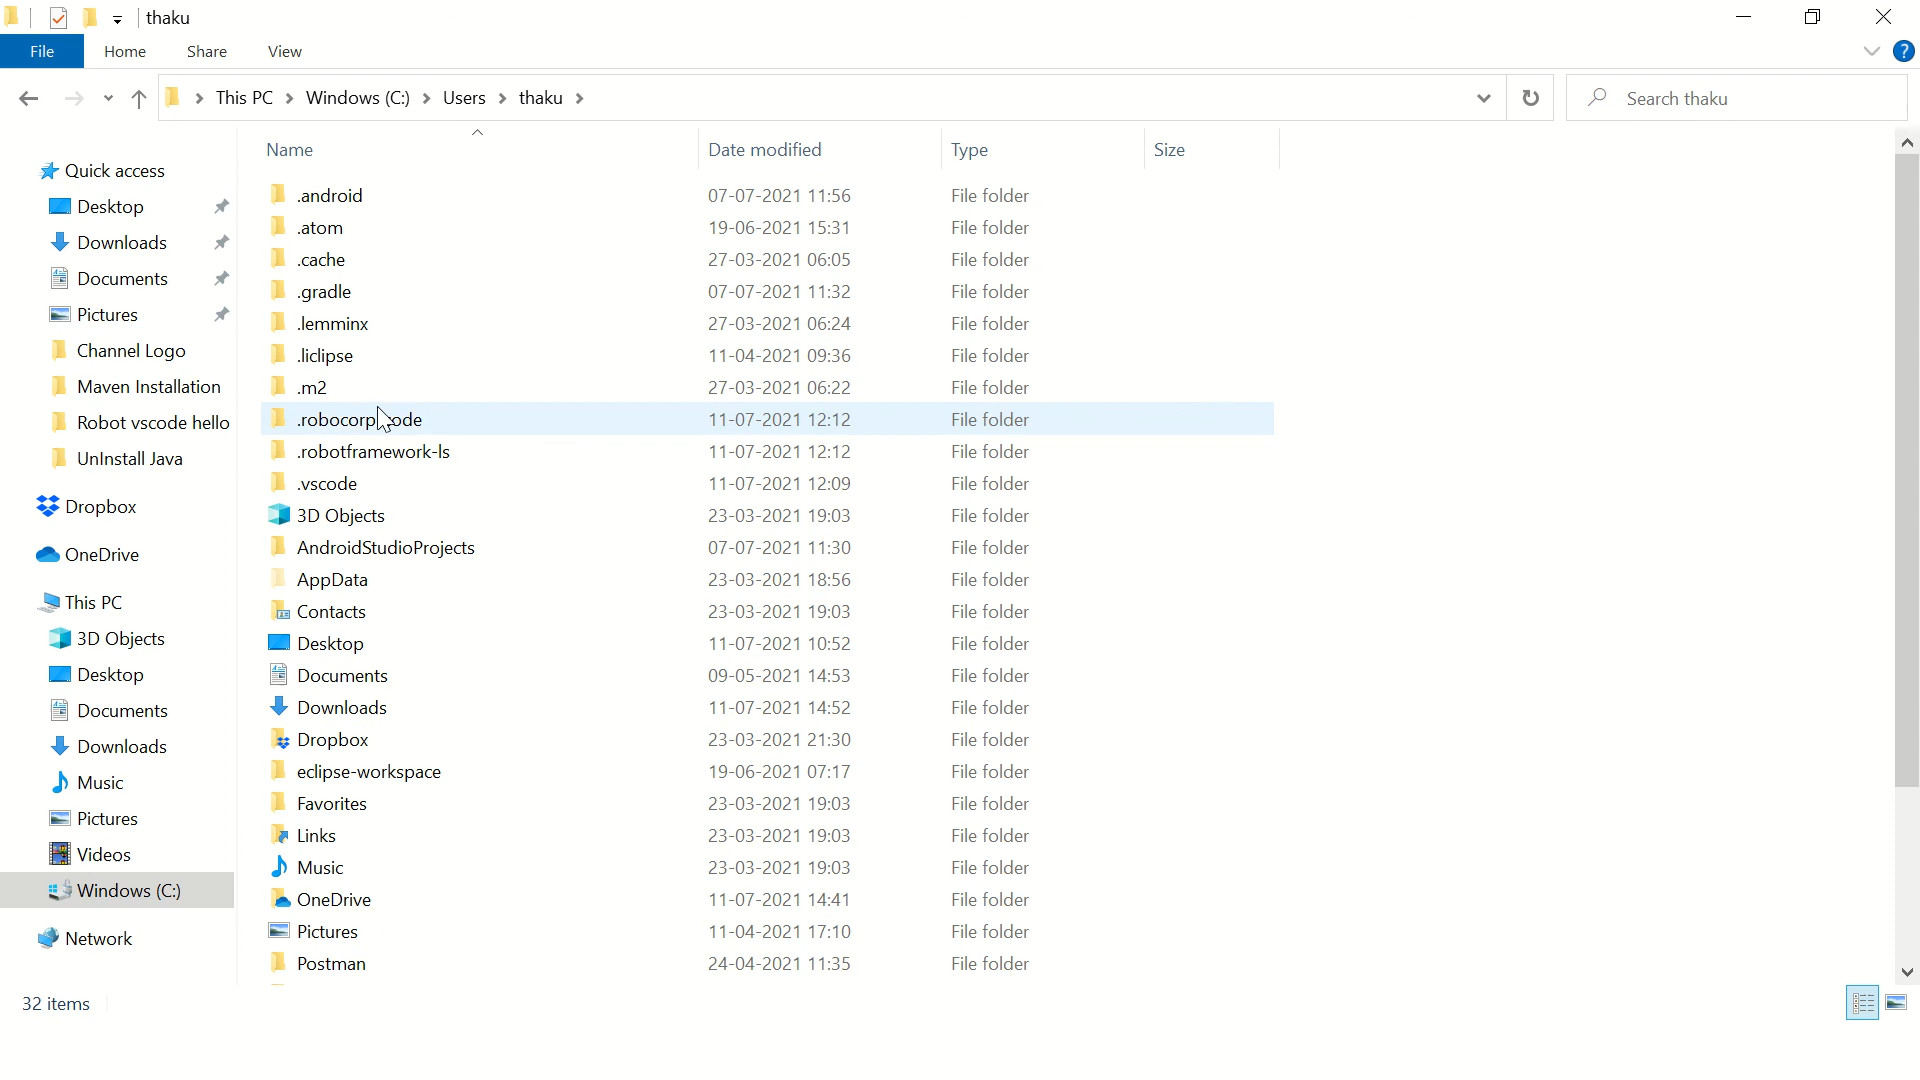 thaku
File Home Share View
This PC Windows (C:) Users thaku
Search thaku
Name Date modified Type Size
Quick access
Desktop
Downloads
Documents
Pictures
Channel Logo
Maven Installation
Robot vscode hello
UnInstall Java
Dropbox
OneDrive
This PC
3D Objects
Desktop
Documents
Downloads
Music
Pictures
Videos
Windows (C:)
Network
.android 07-07-2021 11:56 File folder
.atom 19-06-2021 15:31 File folder
.cache 27-03-2021 06:05 File folder
.gradle 07-07-2021 11:32 File folder
.lemminx 27-03-2021 06:24 File folder
.liclipse 11-04-2021 09:36 File folder
.m2 27-03-2021 06:22 File folder
.robocorp-code 11-07-2021 12:12 File folder
.robotframework-ls 11-07-2021 12:12 File folder
.vscode 11-07-2021 12:09 File folder
3D Objects 23-03-2021 19:03 File folder
AndroidStudioProjects 07-07-2021 11:30 File folder
AppData 23-03-2021 18:56 File folder
Contacts 23-03-2021 19:03 File folder
Desktop 11-07-2021 10:52 File folder
Documents 09-05-2021 14:53 File folder
Downloads 11-07-2021 14:52 File folder
Dropbox 23-03-2021 21:30 File folder
eclipse-workspace 19-06-2021 07:17 File folder
Favorites 23-03-2021 19:03 File folder
Links 23-03-2021 19:03 File folder
Music 23-03-2021 19:03 File folder
OneDrive 11-07-2021 14:41 File folder
Pictures 11-04-2021 17:10 File folder
Postman 24-04-2021 11:35 File folder
32 items